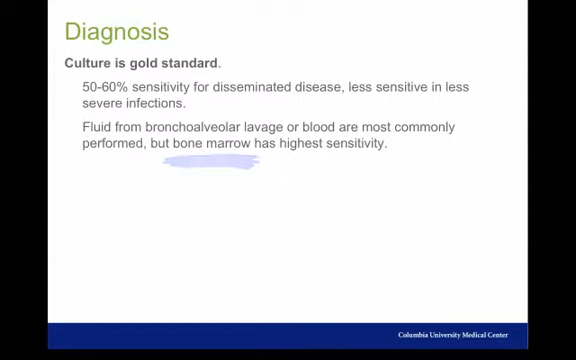 Diagnosis
Culture is gold standard.
50-60% sensitivity for disseminated disease, less sensitive in less
severe infections.
Fluid from bronchoalveolar lavage or blood are most commonly
performed, but bone marrow has highest sensitivity.
Columbia University Medical Center